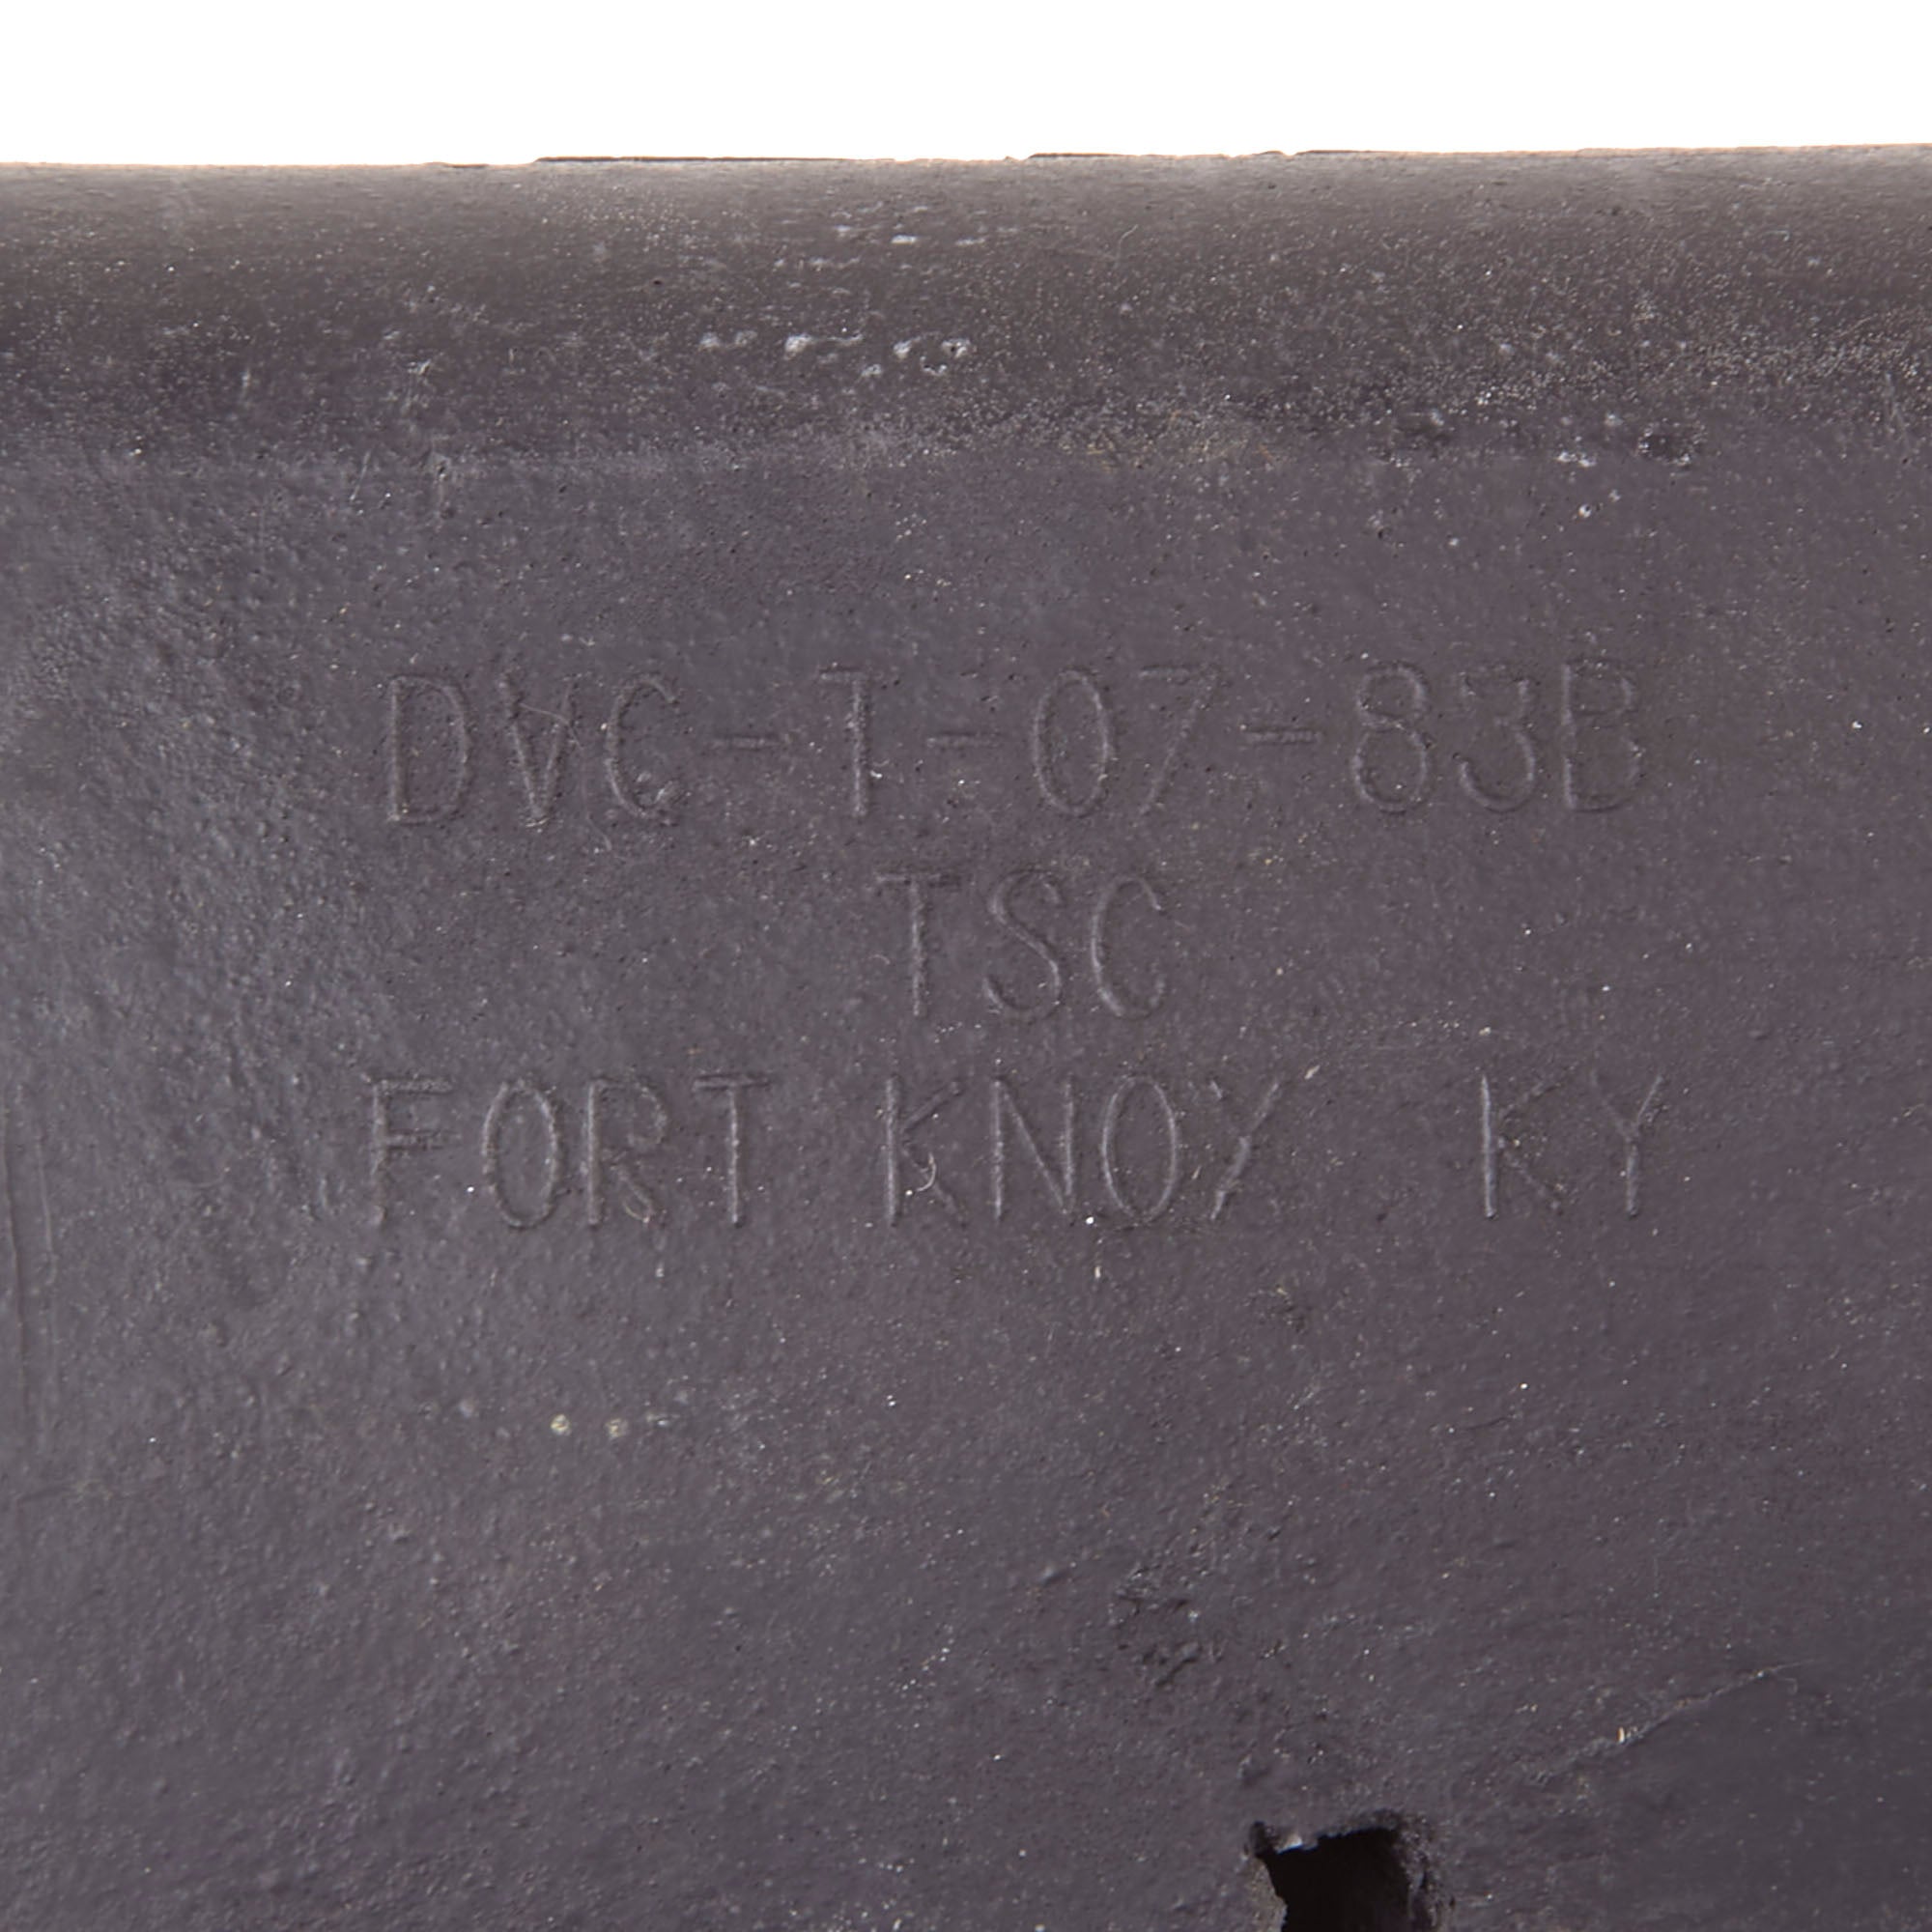 DVC-T-07-83B
TSC
FORT KNOX KY